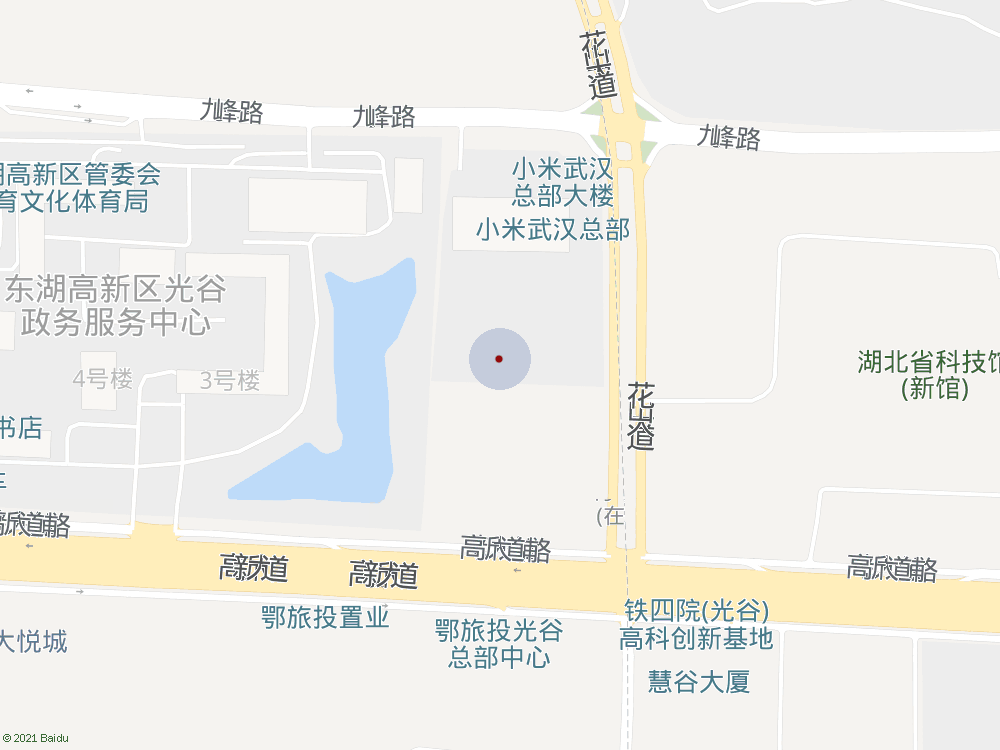 花山道
九峰路
九峰路
九峰路
湖高新区管委会
育文化体育局
小米武汉
总部大楼
小米武汉总部
东湖高新区光谷
政务服务中心
湖北省科技馆
(新馆)
4号楼
3号楼
花山道
书店
(在
高新大道辅路
高新大道辅路
高新大道
高新大道
高新大道辅路
鄂旅投置业
铁四院(光谷)
高科创新基地
大悦城
鄂旅投光谷
总部中心
慧谷大厦
© 2021 Baidu